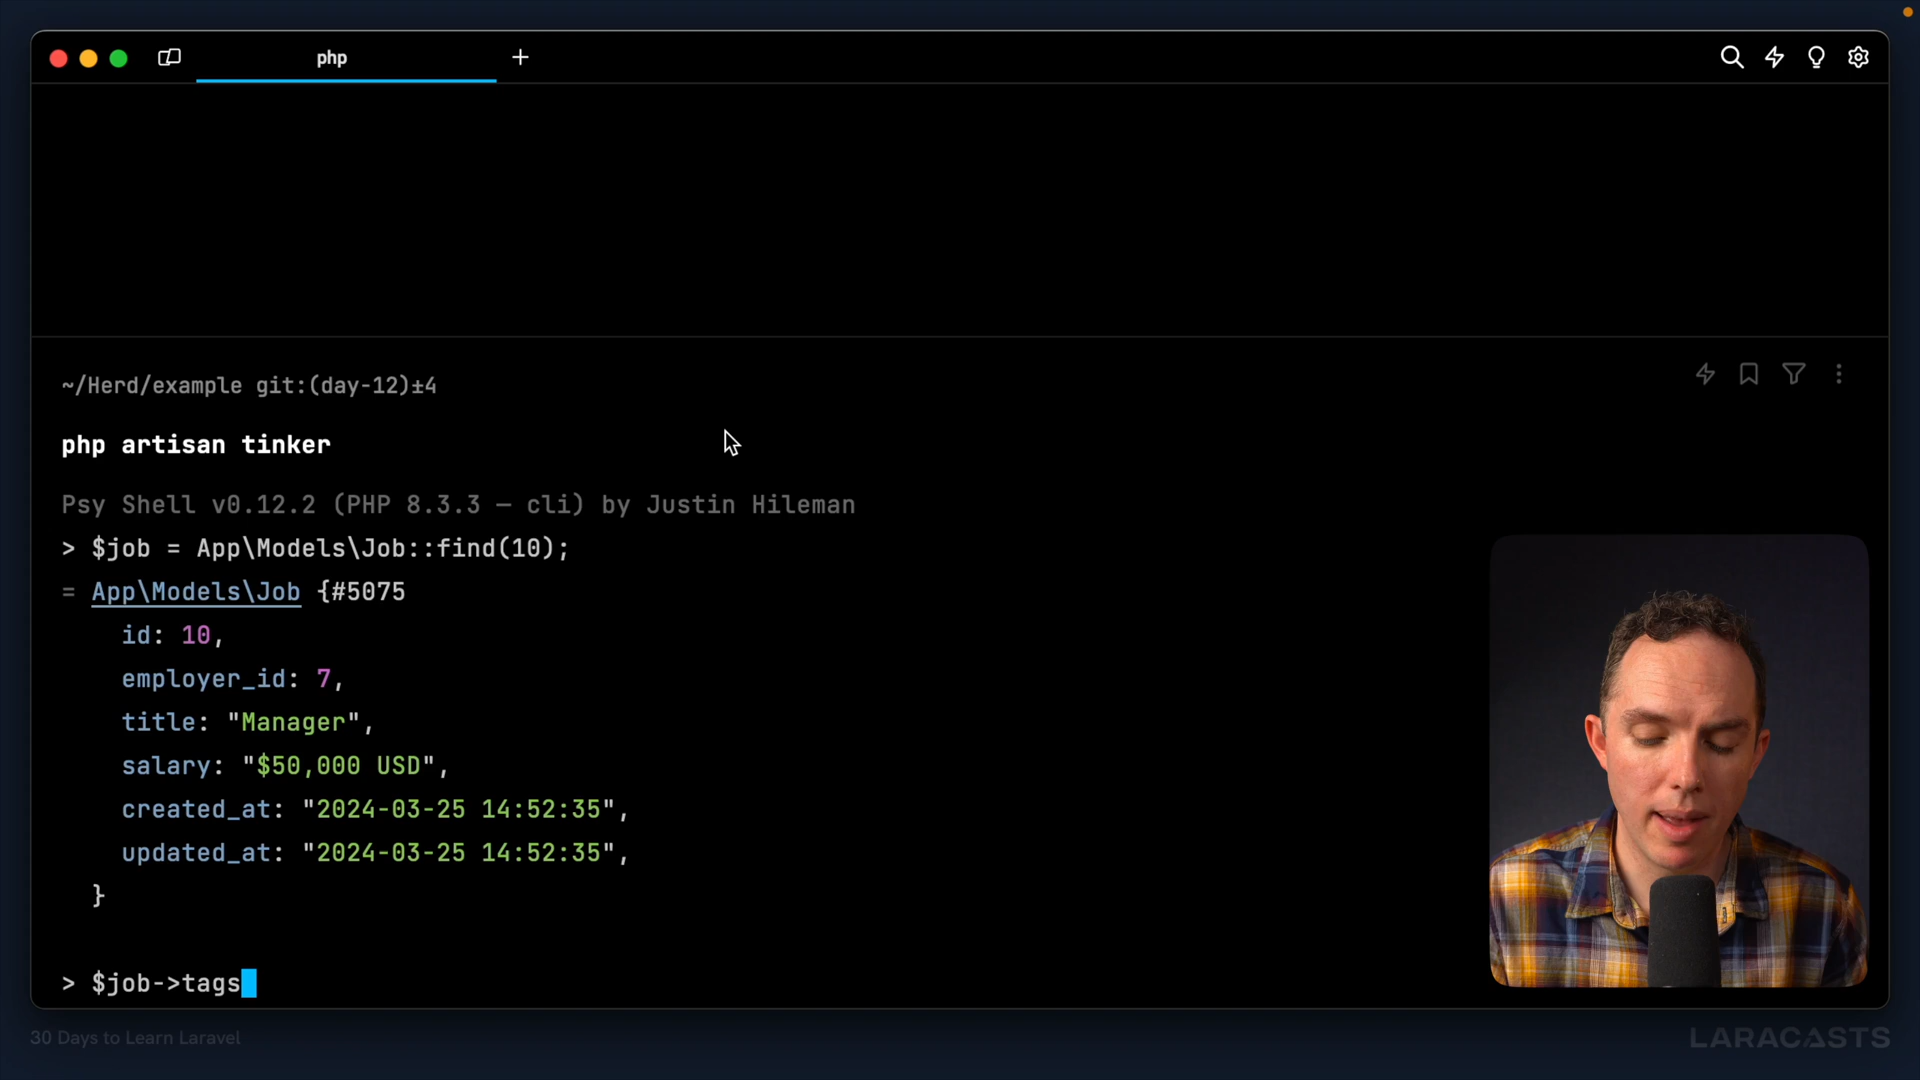 php
~/Herd/example git:(day-12)±4
php artisan tinker
Psy Shell v0.12.2 (PHP 8.3.3 — cli) by Justin Hileman
> $job = App\Models\Job::find(10);
= App\Models\Job {#5075
id: 10,
employer_id: 7,
title: "Manager",
salary: "$50,000 USD",
created_at: "2024-03-25 14:52:35",
updated_at: "2024-03-25 14:52:35",
}
> $job->tags
30 Days to Learn Laravel
LARACASTS